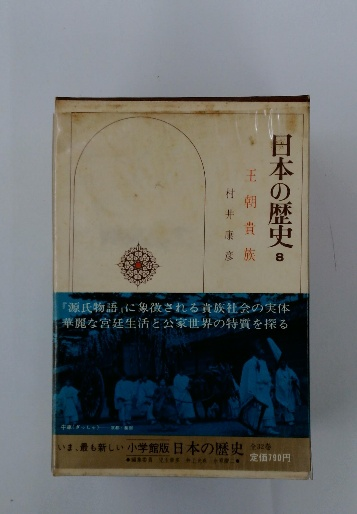 日本の歴史 8
王朝貴族
村井康彦
『源氏物語』に象徴される貴族社会の実体
華麗な宮廷生活と公家世界の特質を探る
いま、最も新しい 小学館版 日本の歴史 全32巻
定価790円